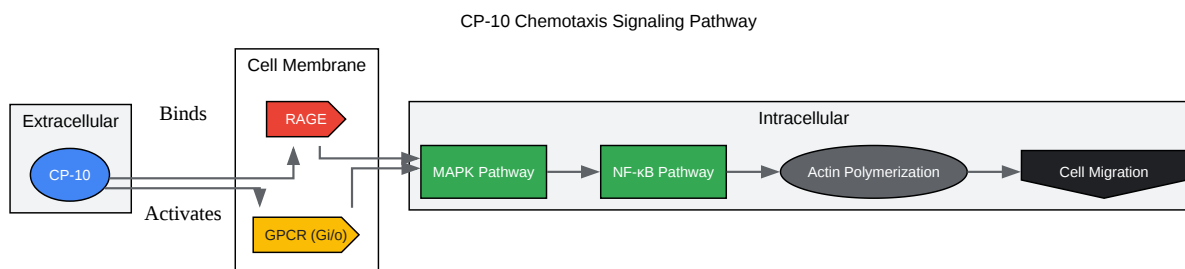 CP-10 Chemotaxis Signaling Pathway
Extracellular
CP-10
Binds
Activates
Cell Membrane
RAGE
GPCR (Gi/o)
Intracellular
MAPK Pathway
NF-κB Pathway
Actin Polymerization
Cell Migration